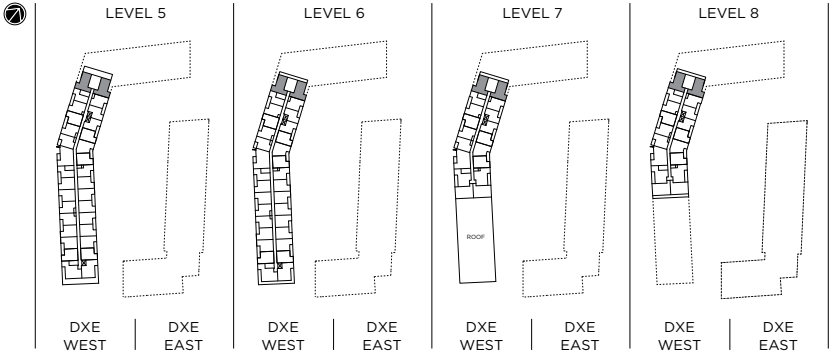 LEVEL 5
LEVEL 6
LEVEL 7
LEVEL 8
ROOF
DXE
WEST
DXE
EAST
DXE
WEST
DXE
EAST
DXE
WEST
DXE
EAST
DXE
WEST
DXE
EAST